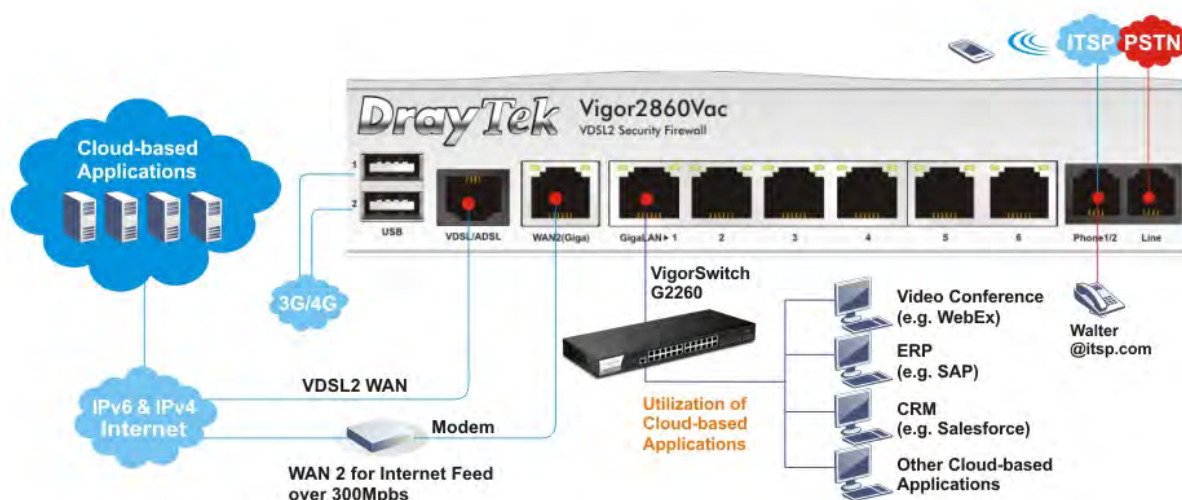 ITSP
PSTN
DrayTek
Vigor2860Vac
VDSL2 Security Firewall
Cloud-based
Applications
1
2
USB
VDSL/ADSL
WAN2(Giga)
GigaLAN ▸ 1
2
3
4
5
6
Phone1/2
Line
3G/4G
VigorSwitch
G2260
Video Conference
(e.g. WebEx)
Walter
@itsp.com
ERP
(e.g. SAP)
VDSL2 WAN
IPv6 & IPv4
Internet
Utilization of
Cloud-based
Applications
CRM
(e.g. Salesforce)
Modem
WAN 2 for Internet Feed
over 300Mpbs
Other Cloud-based
Applications